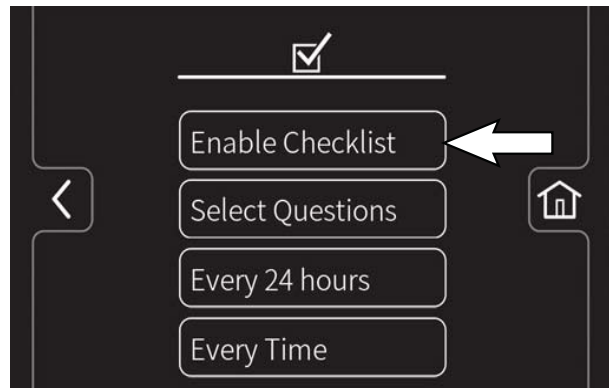 Enable Checklist
Select Questions
Every 24 hours
Every Time